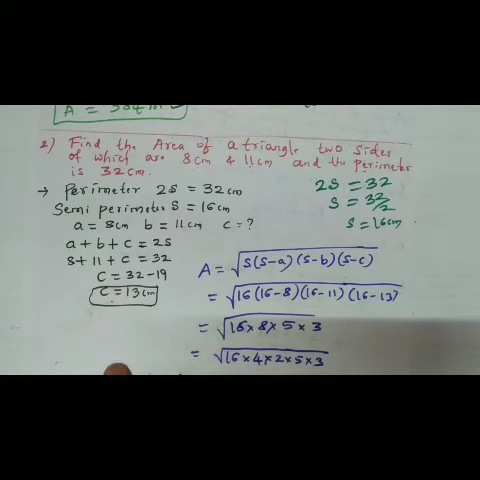 2) Find the Area of a triangle two sides
of which are 8cm & 11cm and the perimeter
is 32cm.
→ Perimeter 2s = 32cm
Semi perimeter s = 16cm
a = 8cm b = 11cm c = ?
a + b + c = 2s
8 + 11 + c = 32
c = 32-19
c = 13cm
2s = 32
s = 32/2
s = 16cm
A = √s(s-a)(s-b)(s-c)
= √16(16-8)(16-11)(16-13)
= √16×8×5×3
= √16×4×2×5×3